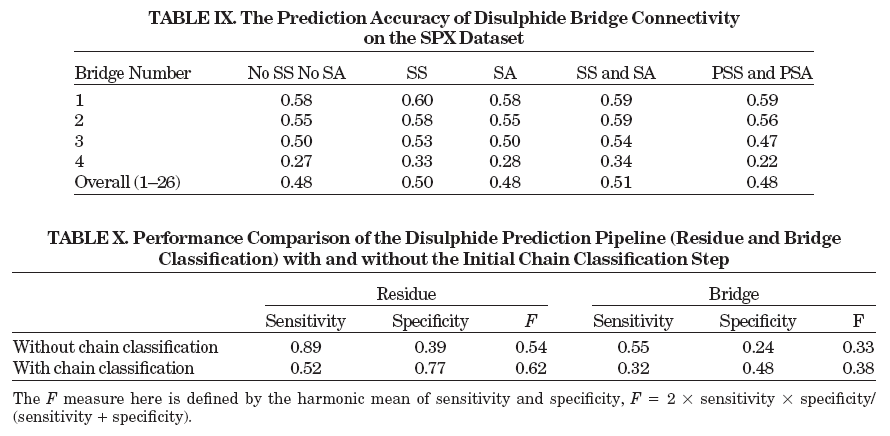 TABLE IX. The Prediction Accuracy of Disulphide Bridge Connectivity
on the SPX Dataset
Bridge Number No SS No SA SS SA SS and SA PSS and PSA
1 0.58 0.60 0.58 0.59 0.59
2 0.55 0.58 0.55 0.59 0.56
3 0.50 0.53 0.50 0.54 0.47
4 0.27 0.33 0.28 0.34 0.22
Overall (1–26) 0.48 0.50 0.48 0.51 0.48
TABLE X. Performance Comparison of the Disulphide Prediction Pipeline (Residue and Bridge
Classification) with and without the Initial Chain Classification Step
Residue Bridge
Sensitivity Specificity F Sensitivity Specificity F
Without chain classification 0.89 0.39 0.54 0.55 0.24 0.33
With chain classification 0.52 0.77 0.62 0.32 0.48 0.38
The F measure here is defined by the harmonic mean of sensitivity and specificity, F = 2 × sensitivity × specificity/
(sensitivity + specificity).